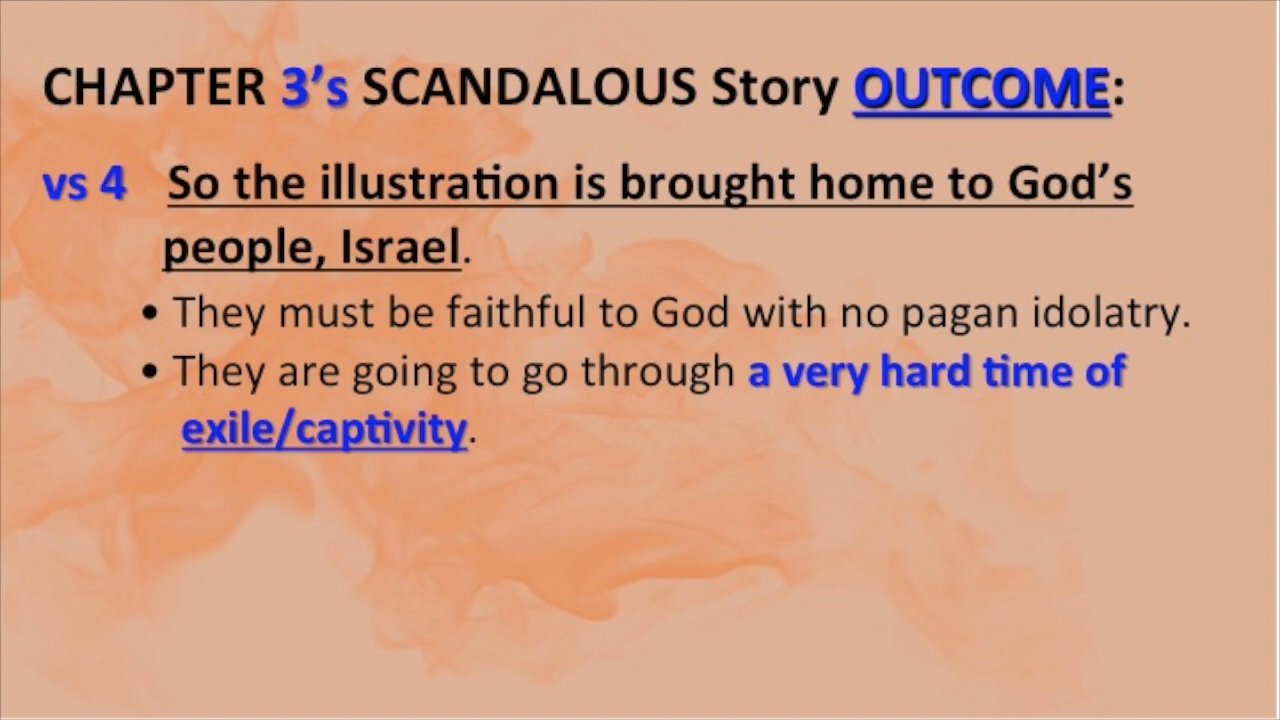 CHAPTER 3’s SCANDALOUS Story OUTCOME:
vs 4 So the illustration is brought home to God’s
people, Israel.
• They must be faithful to God with no pagan idolatry.
• They are going to go through a very hard time of
exile/captivity.